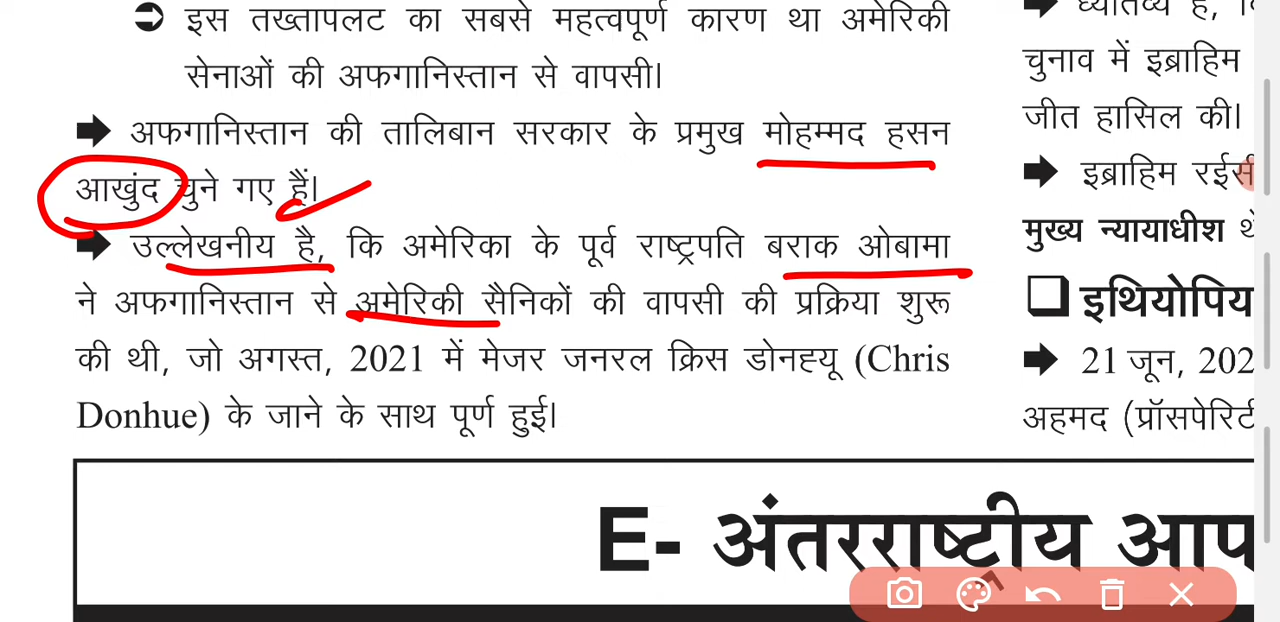 इस तख्तापलट का सबसे महत्वपूर्ण कारण था अमेरिकी
सेनाओं की अफगानिस्तान से वापसी।
अफगानिस्तान की तालिबान सरकार के प्रमुख मोहम्मद हसन
आखुंद चुने गए हैं।
उल्लेखनीय है, कि अमेरिका के पूर्व राष्ट्रपति बराक ओबामा
ने अफगानिस्तान से अमेरिकी सैनिकों की वापसी की प्रक्रिया शुरू
की थी, जो अगस्त, 2021 में मेजर जनरल क्रिस डोनह्यू (Chris
Donhue) के जाने के साथ पूर्ण हुई।
ध्यातव्य है,
चुनाव में इब्राहिम
जीत हासिल की।
इब्राहिम रईसी
मुख्य न्यायाधीश थे
इथियोपिय
21 जून, 202
अहमद (प्रॉसपेरिटी
E- अंतरराष्ट्रीय आप